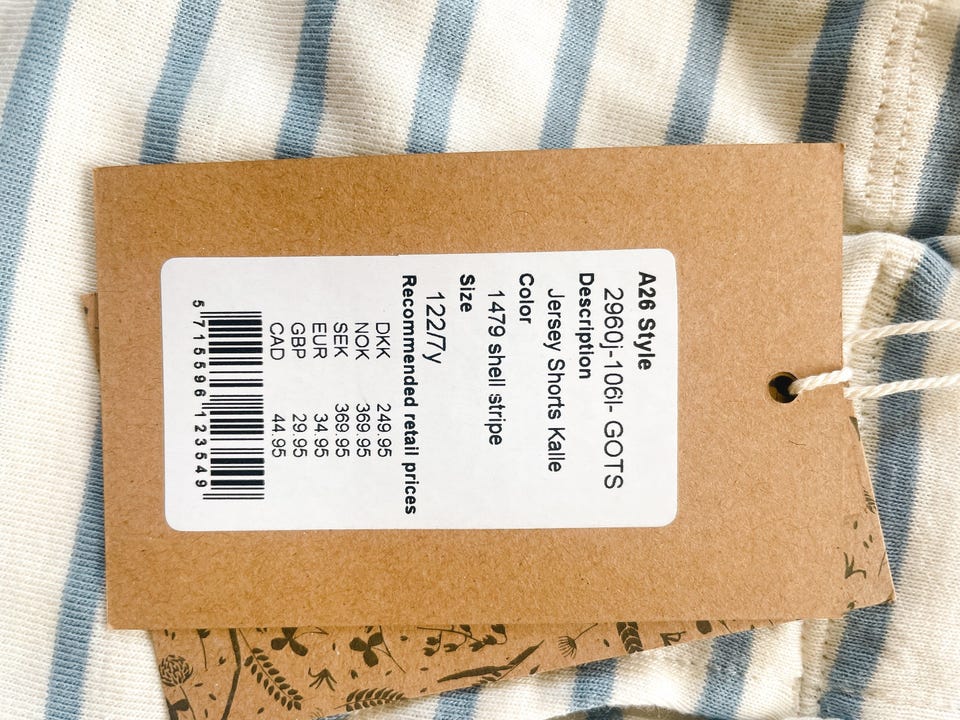 A26 Style
2960j-106l- GOTS
Description
Jersey Shorts Kalle
Color
1479 shell stripe
Size
122/7y
Recommended retail prices
DKK 249.95
NOK 369.95
SEK 369.95
EUR 34.95
GBP 29.95
CAD 44.95
5 715596 123549